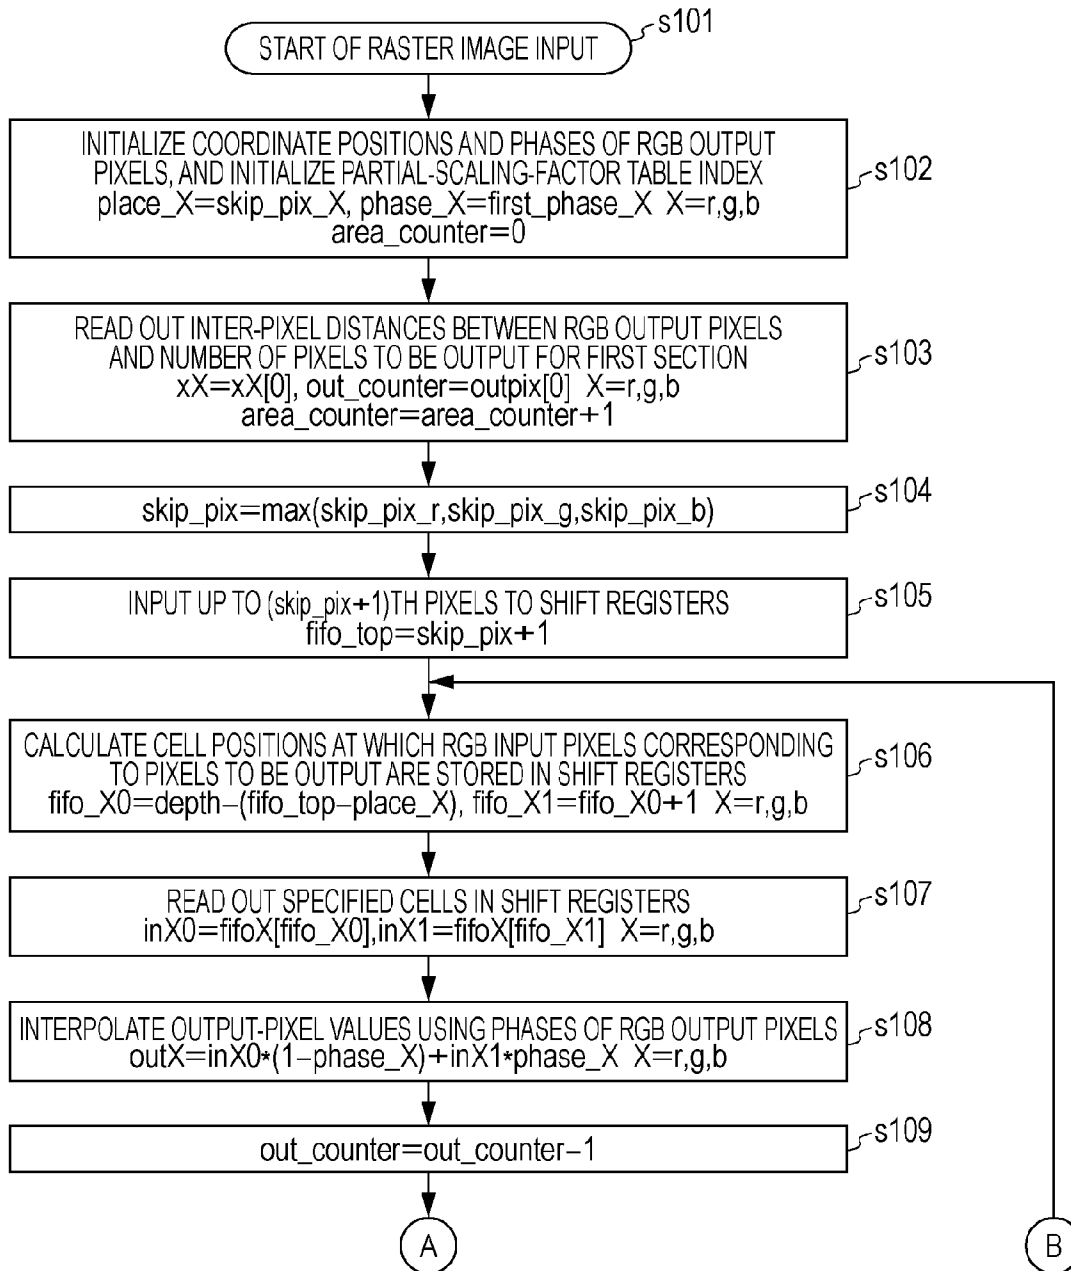 s101
START OF RASTER IMAGE INPUT
INITIALIZE COORDINATE POSITIONS AND PHASES OF RGB OUTPUT
PIXELS, AND INITIALIZE PARTIAL-SCALING-FACTOR TABLE INDEX
place_X=skip_pix_X, phase_X=first_phase_X X=r,g,b
area_counter=0
s102
READ OUT INTER-PIXEL DISTANCES BETWEEN RGB OUTPUT PIXELS
AND NUMBER OF PIXELS TO BE OUTPUT FOR FIRST SECTION
xX=xX[0], out_counter=outpix[0] X=r,g,b
area_counter=area_counter+1
s103
skip_pix=max(skip_pix_r,skip_pix_g,skip_pix_b)
s104
INPUT UP TO (skip_pix+1)TH PIXELS TO SHIFT REGISTERS
fifo_top=skip_pix+1
s105
CALCULATE CELL POSITIONS AT WHICH RGB INPUT PIXELS CORRESPONDING
TO PIXELS TO BE OUTPUT ARE STORED IN SHIFT REGISTERS
fifo_X0=depth-(fifo_top-place_X), fifo_X1=fifo_X0+1 X=r,g,b
s106
READ OUT SPECIFIED CELLS IN SHIFT REGISTERS
inX0=fifoX[fifo_X0],inX1=fifoX[fifo_X1] X=r,g,b
s107
INTERPOLATE OUTPUT-PIXEL VALUES USING PHASES OF RGB OUTPUT PIXELS
outX=inX0*(1-phase_X)+inX1*phase_X X=r,g,b
s108
out_counter=out_counter-1
s109
A
B